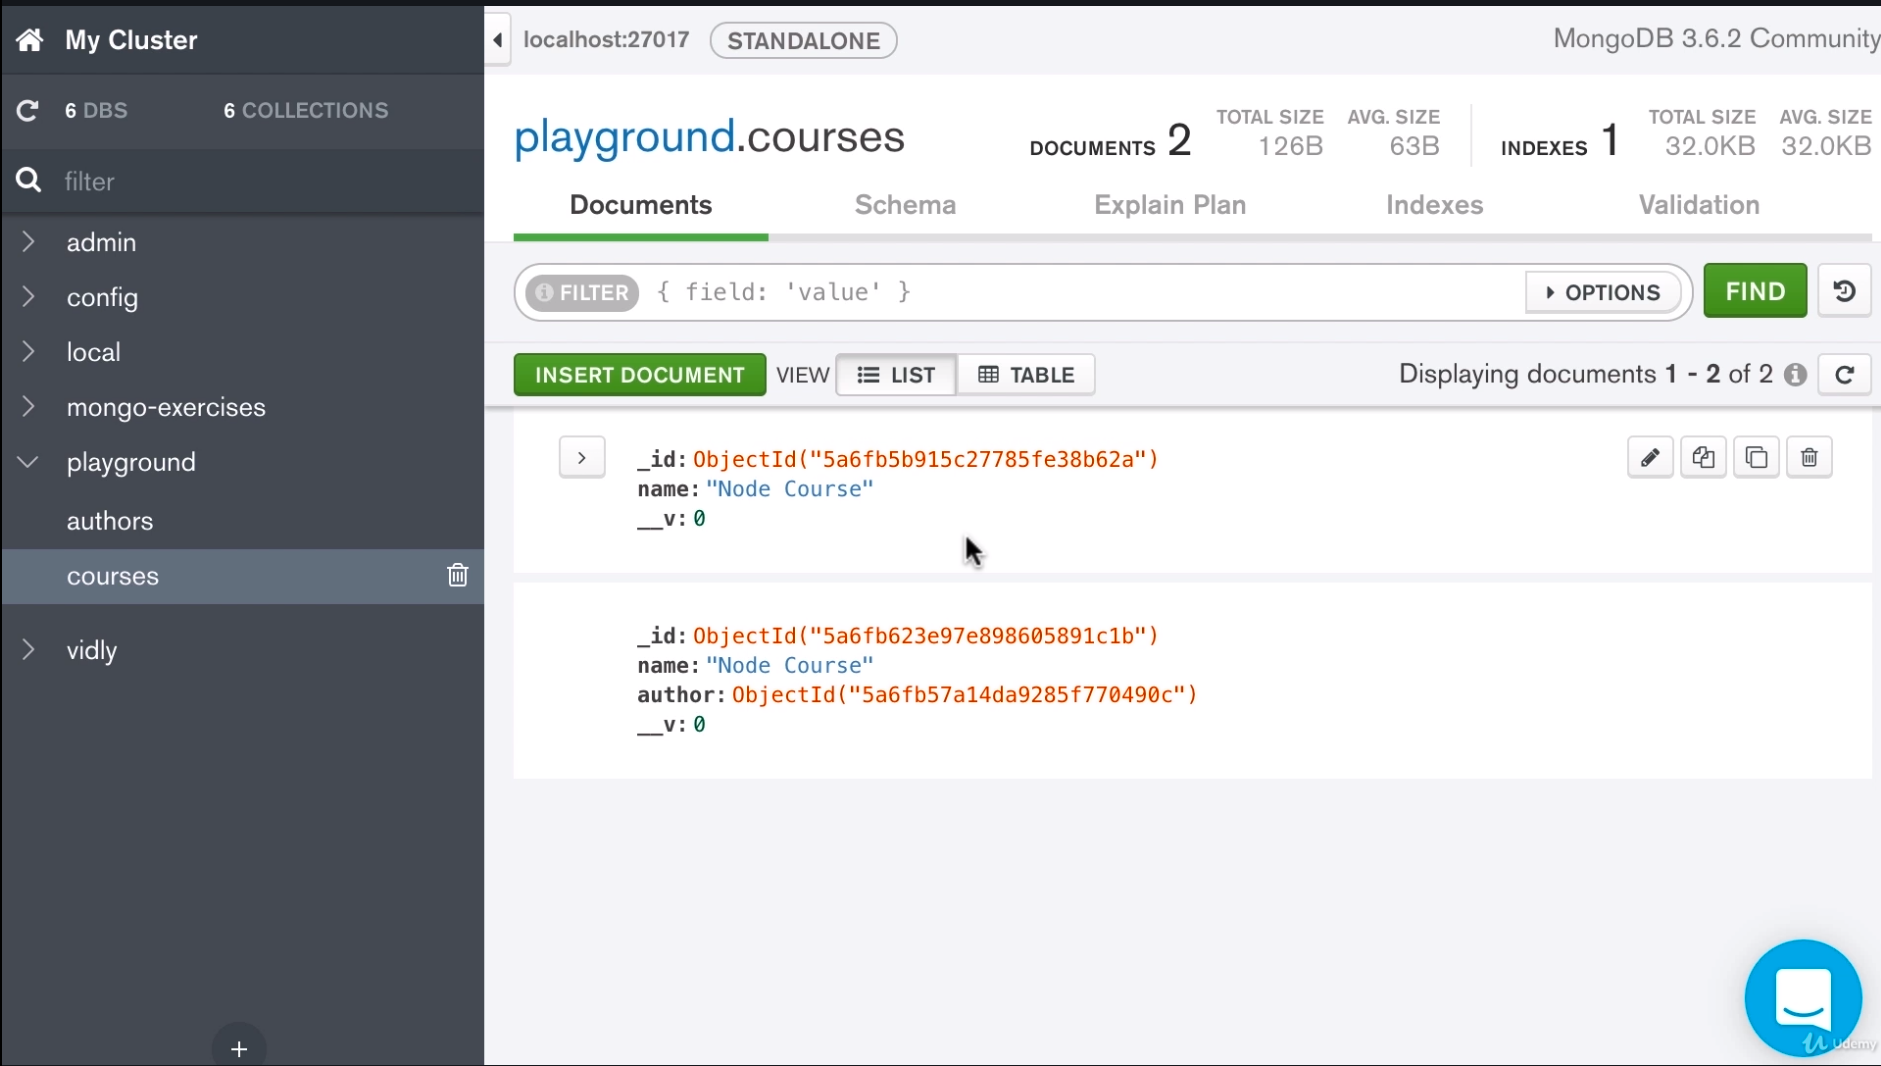 My Cluster
localhost:27017
STANDALONE
MongoDB 3.6.2 Community
6 DBS
6 COLLECTIONS
filter
admin
config
local
mongo-exercises
playground
authors
courses
vidly
+
playground.courses
DOCUMENTS 2
TOTAL SIZE
126B
AVG. SIZE
63B
INDEXES 1
TOTAL SIZE
32.0KB
AVG. SIZE
32.0KB
Documents
Schema
Explain Plan
Indexes
Validation
FILTER
{ field: 'value' }
OPTIONS
FIND
INSERT DOCUMENT
VIEW
LIST
TABLE
Displaying documents 1 - 2 of 2
_id: ObjectId("5a6fb5b915c27785fe38b62a")
name: "Node Course"
__v: 0
_id: ObjectId("5a6fb623e97e898605891c1b")
name: "Node Course"
author: ObjectId("5a6fb57a14da9285f770490c")
__v: 0
Udemy